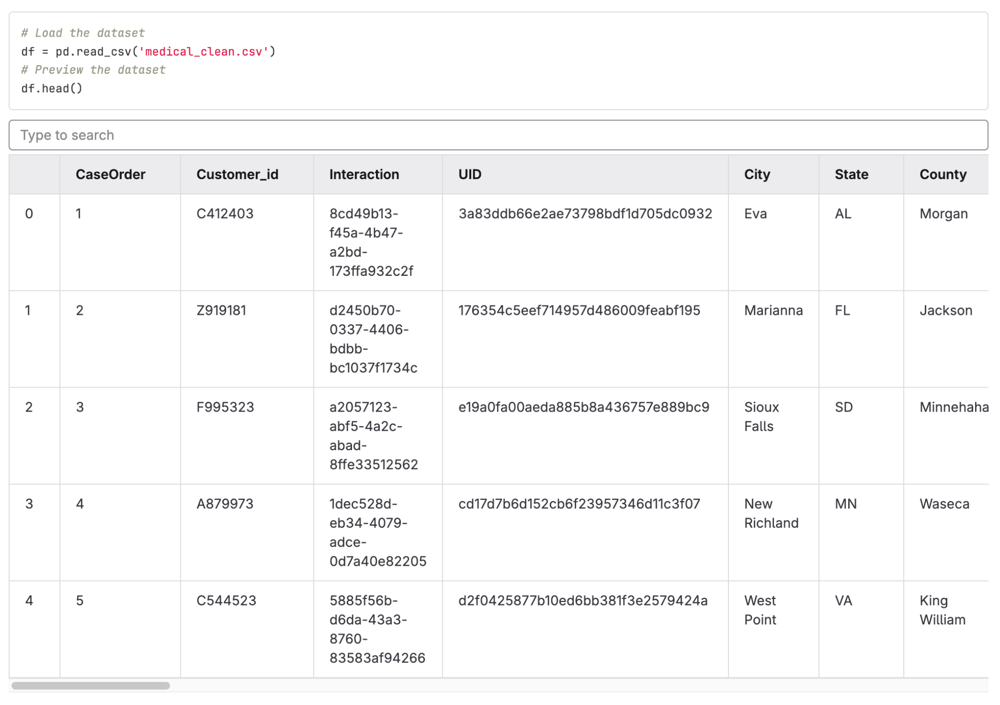 # Load the dataset
df = pd.read_csv('medical_clean.csv')
# Preview the dataset
df.head()
Type to search
CaseOrder Customer_id Interaction UID City State County
0 1 C412403 8cd49b13- 3a83ddb66e2ae73798bdf1d705dc0932 Eva AL Morgan
f45a-4b47-
a2bd-
173ffa932c2f
1 2 Z919181 d2450b70- 176354c5eef714957d486009feabf195 Marianna FL Jackson
0337-4406-
bdbb-
bc1037f1734c
2 3 F995323 a2057123- e19a0fa00aeda885b8a436757e889bc9 Sioux SD Minnehaha
abf5-4a2c- Falls
abad-
8ffe33512562
3 4 A879973 1dec528d- cd17d7b6d152cb6f23957346d11c3f07 New MN Waseca
eb34-4079- Richland
adce-
0d7a40e82205
4 5 C544523 5885f56b- d2f0425877b10ed6bb381f3e2579424a West VA King
d6da-43a3- Point William
8760-
83583af94266